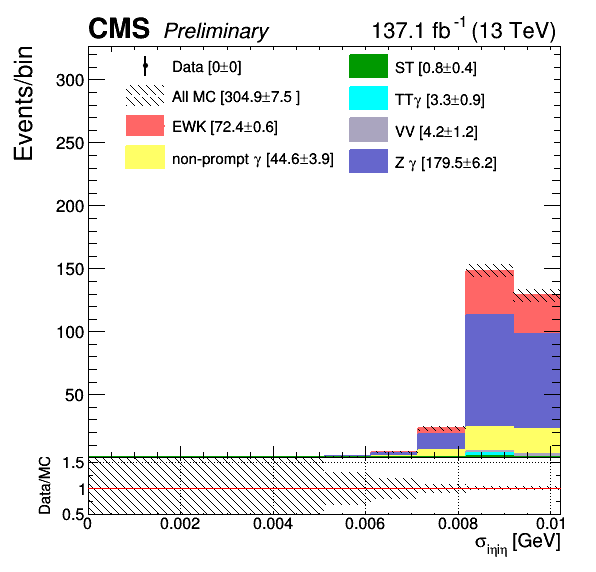 CMS Preliminary 137.1 fb⁻¹ (13 TeV)
Events/bin
Data [0±0]
All MC [304.9±7.5 ]
EWK [72.4±0.6]
non-prompt γ [44.6±3.9]
ST [0.8±0.4]
TTγ [3.3±0.9]
VV [4.2±1.2]
Z γ [179.5±6.2]
300
250
200
150
100
50
Data/MC
1.5
1
0.5
0 0.002 0.004 0.006 0.008 0.01
σiηiη [GeV]